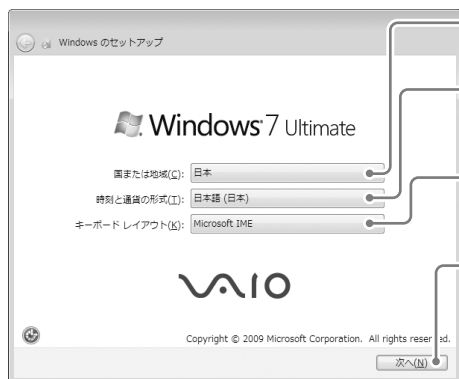 Windows のセットアップ
Windows 7 Ultimate
国または地域(C): 日本
時刻と通貨の形式(T): 日本語 (日本)
キーボード レイアウト(K): Microsoft IME
VAIO
Copyright © 2009 Microsoft Corporation. All rights reserved.
次へ(N)